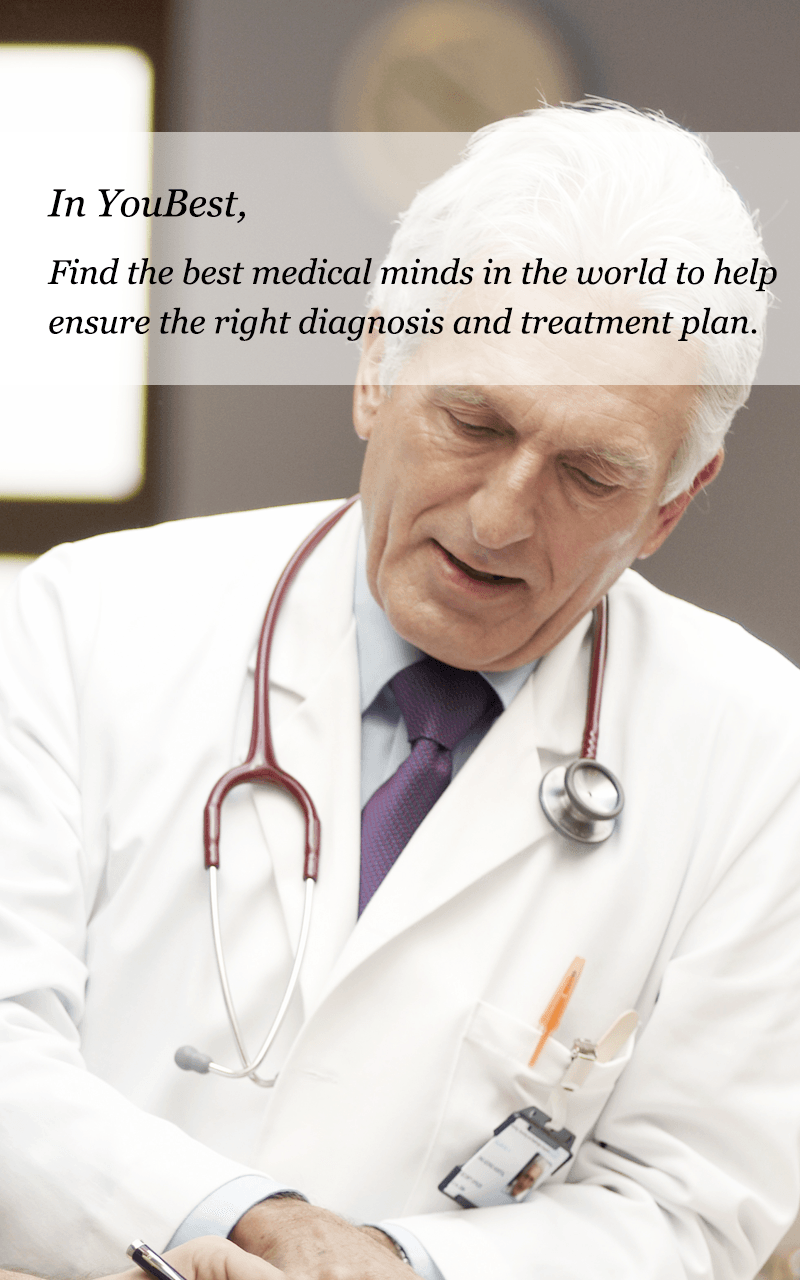 In YouBest,
Find the best medical minds in the world to help
ensure the right diagnosis and treatment plan.